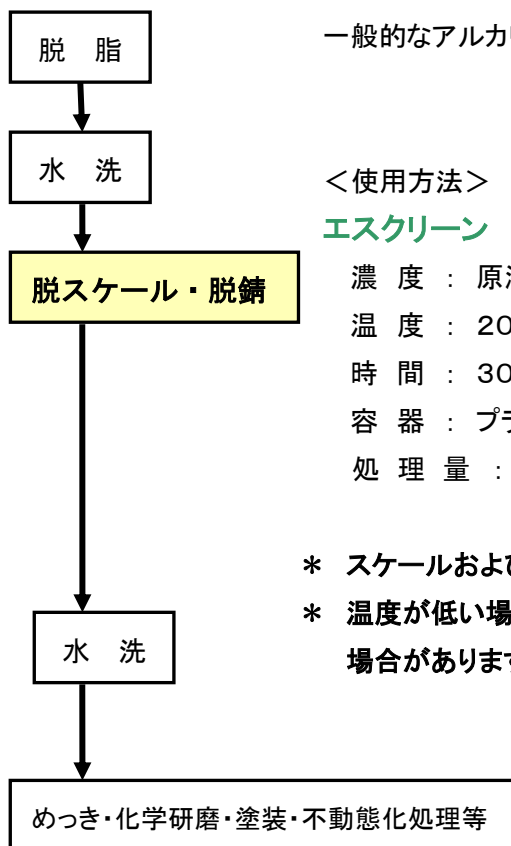 脱 脂
一般的なアルカ
水 洗
＜使用方法＞
エスクリーン
脱スケール・脱錆
濃 度 ： 原
温 度 ： 20
時 間 ： 30
容 器 ： プ
処 理 量 ：
＊ スケールおよ
＊ 温度が低い場
場合があります
水 洗
めっき・化学研磨・塗装・不動態化処理等